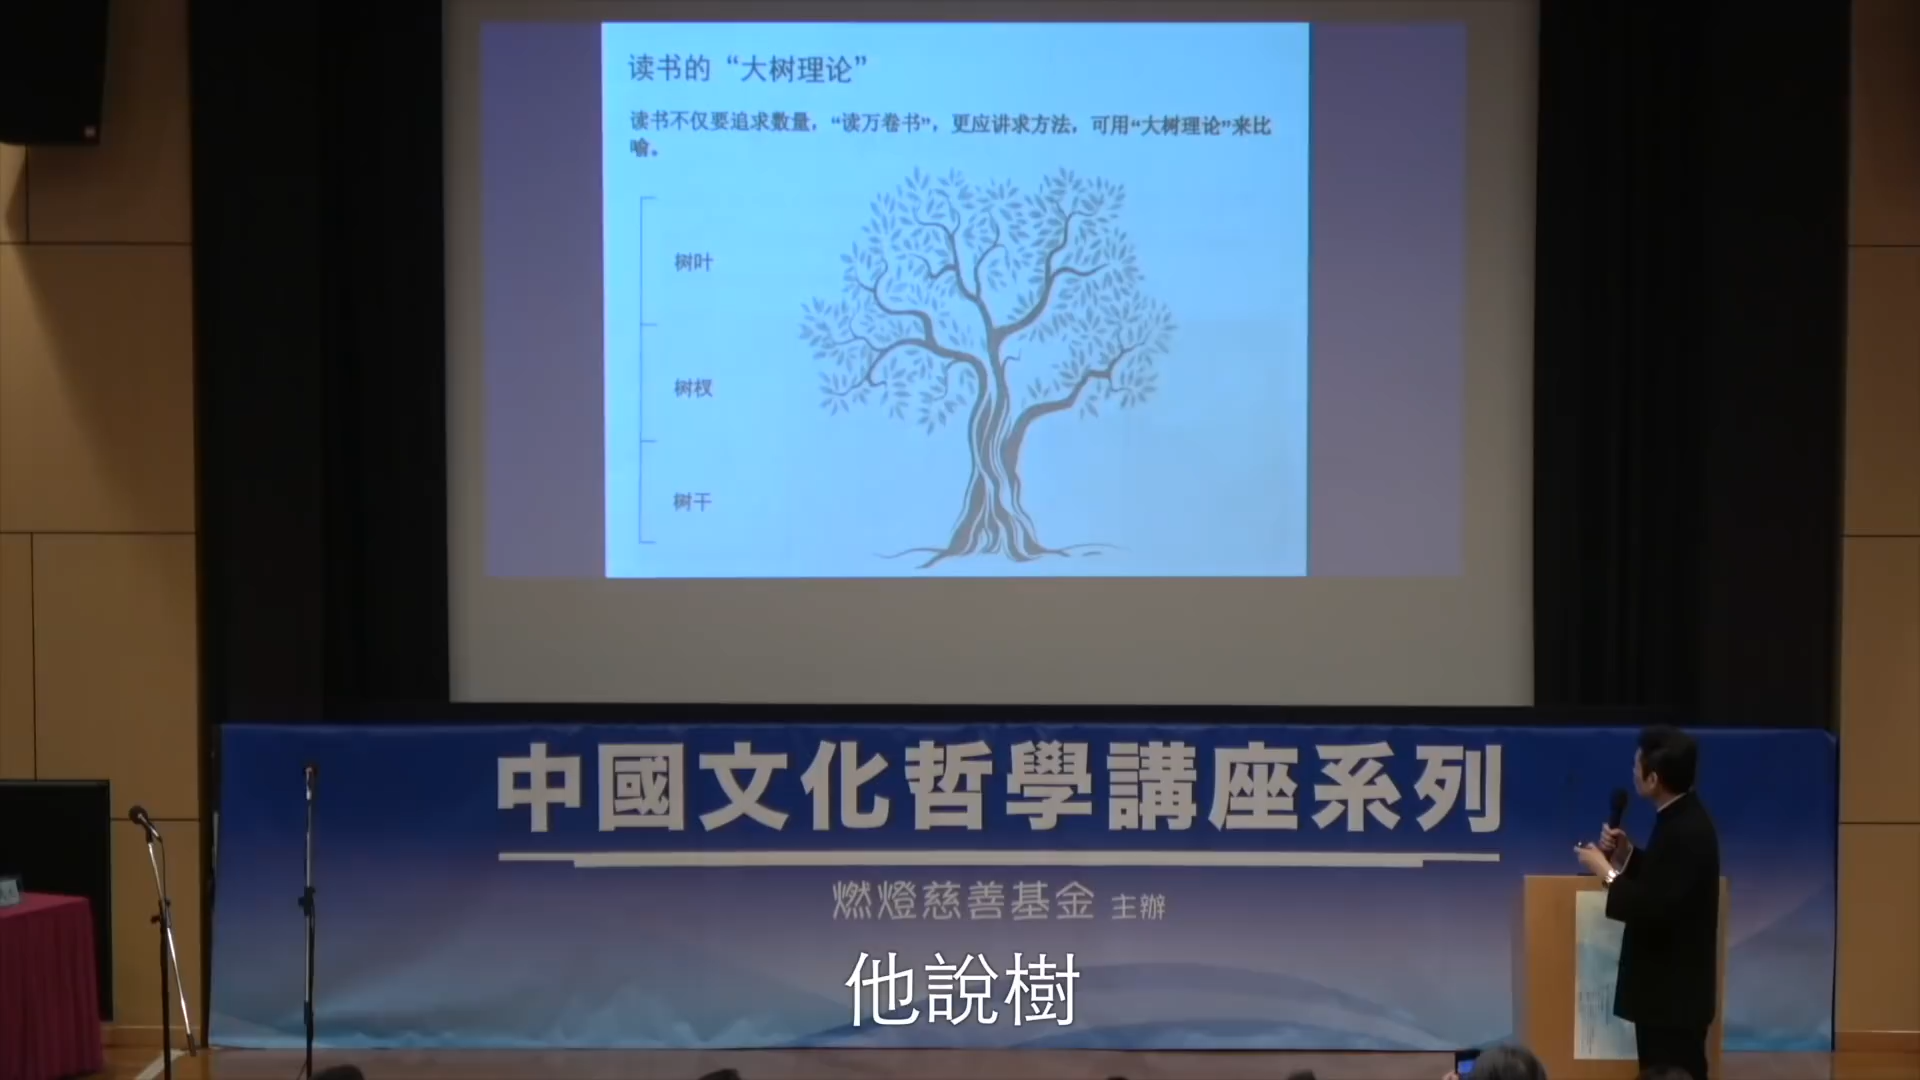 读书的“大树理论”
读书不仅要追求数量，“读万卷书”，更应讲求方法，可用“大树理论”来比
喻。
树叶
树杈
树干
中國文化哲學講座系列
燃燈慈善基金 主辦
他說樹